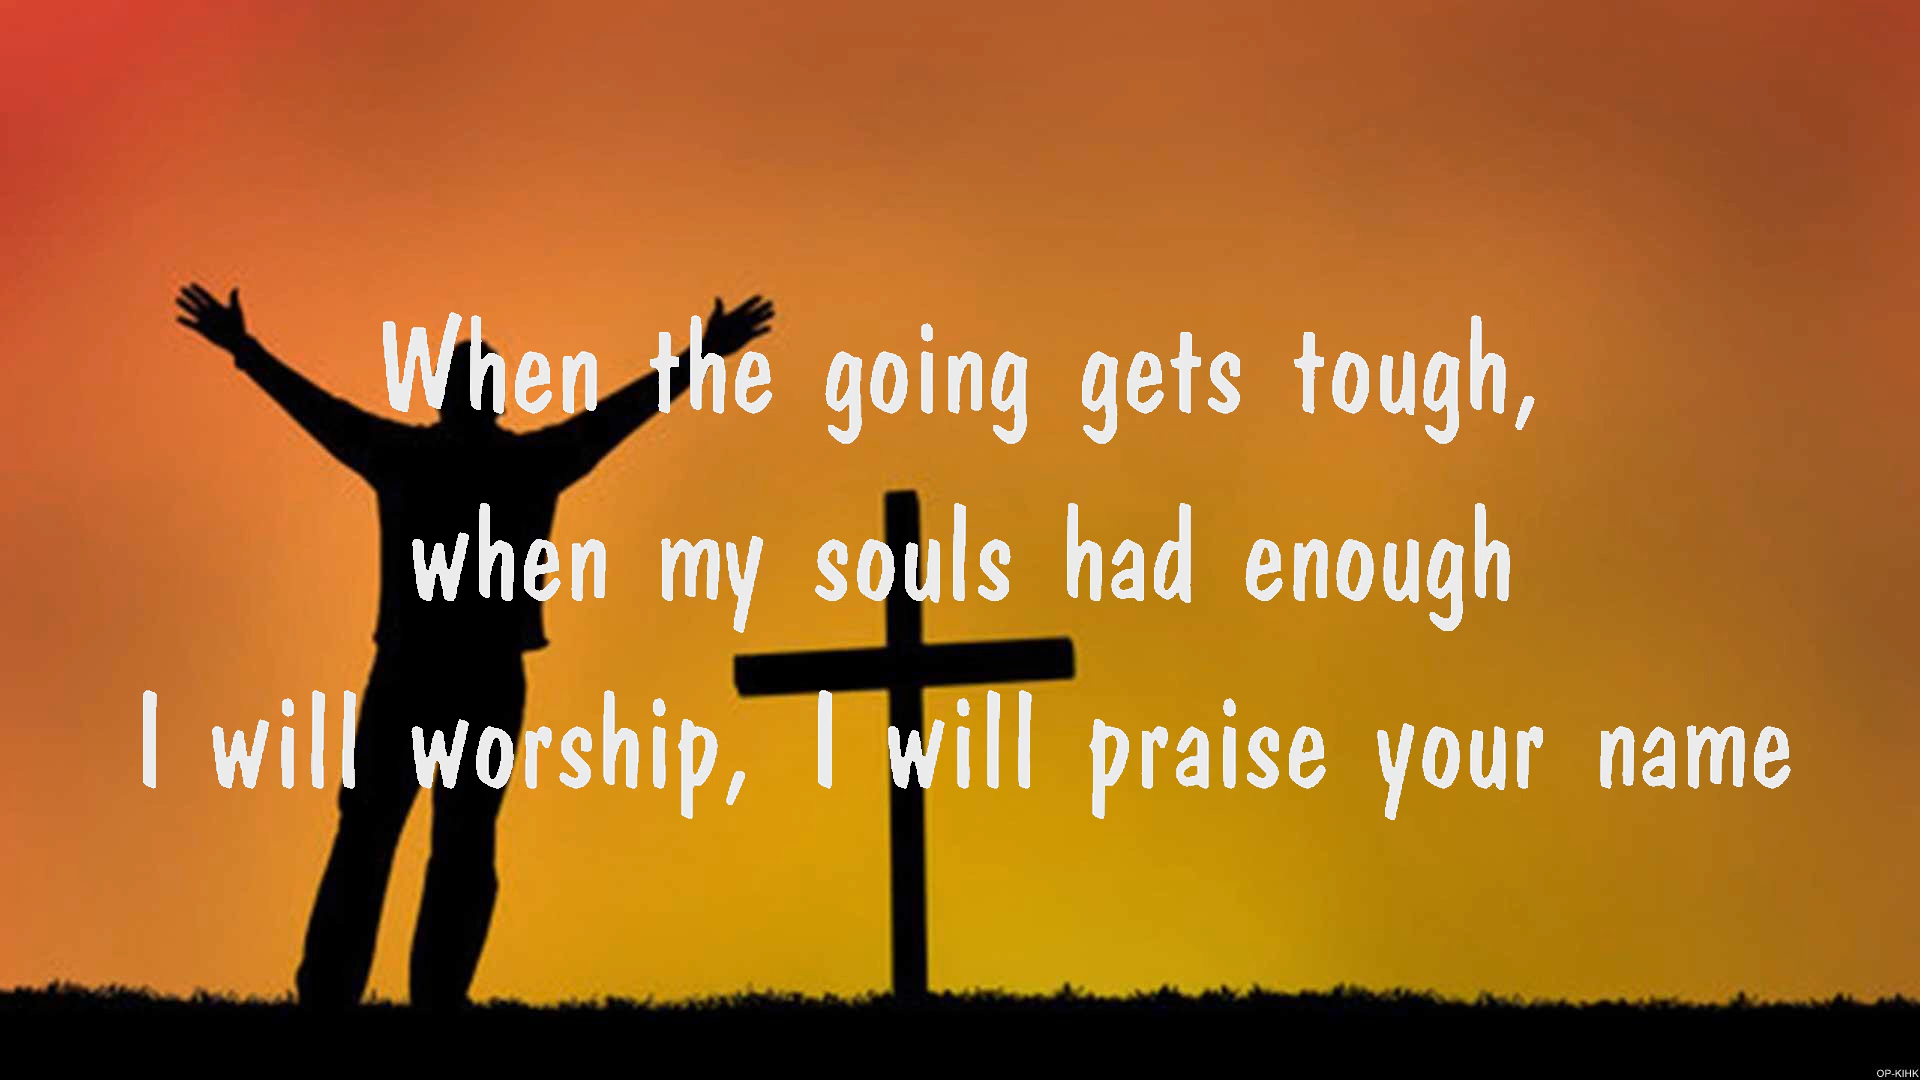 When the going gets tough,
when my souls had enough
I will worship, I will praise your name
OP-KIHK